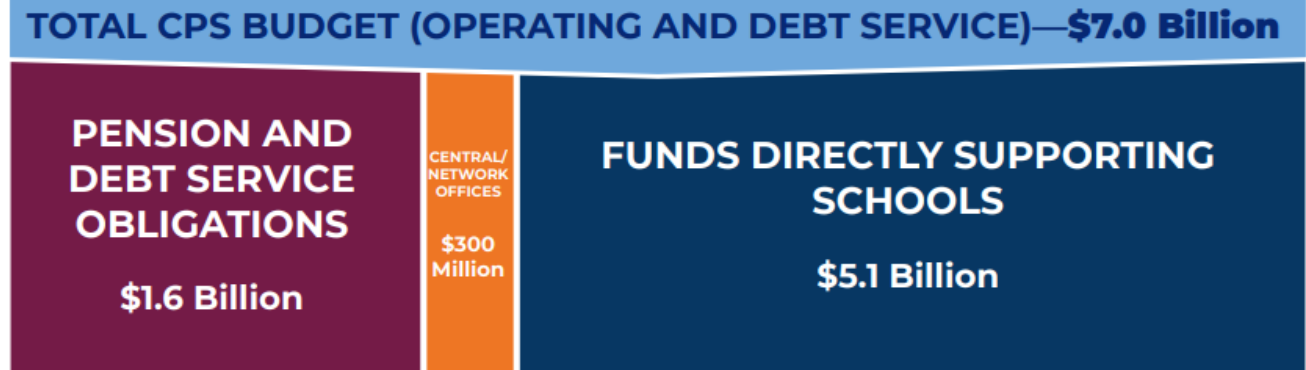 TOTAL CPS BUDGET (OPERATING AND DEBT SERVICE)—$7.0 Billion
PENSION AND
DEBT SERVICE
OBLIGATIONS
$1.6 Billion
CENTRAL/
NETWORK
OFFICES
$300
Million
FUNDS DIRECTLY SUPPORTING
SCHOOLS
$5.1 Billion